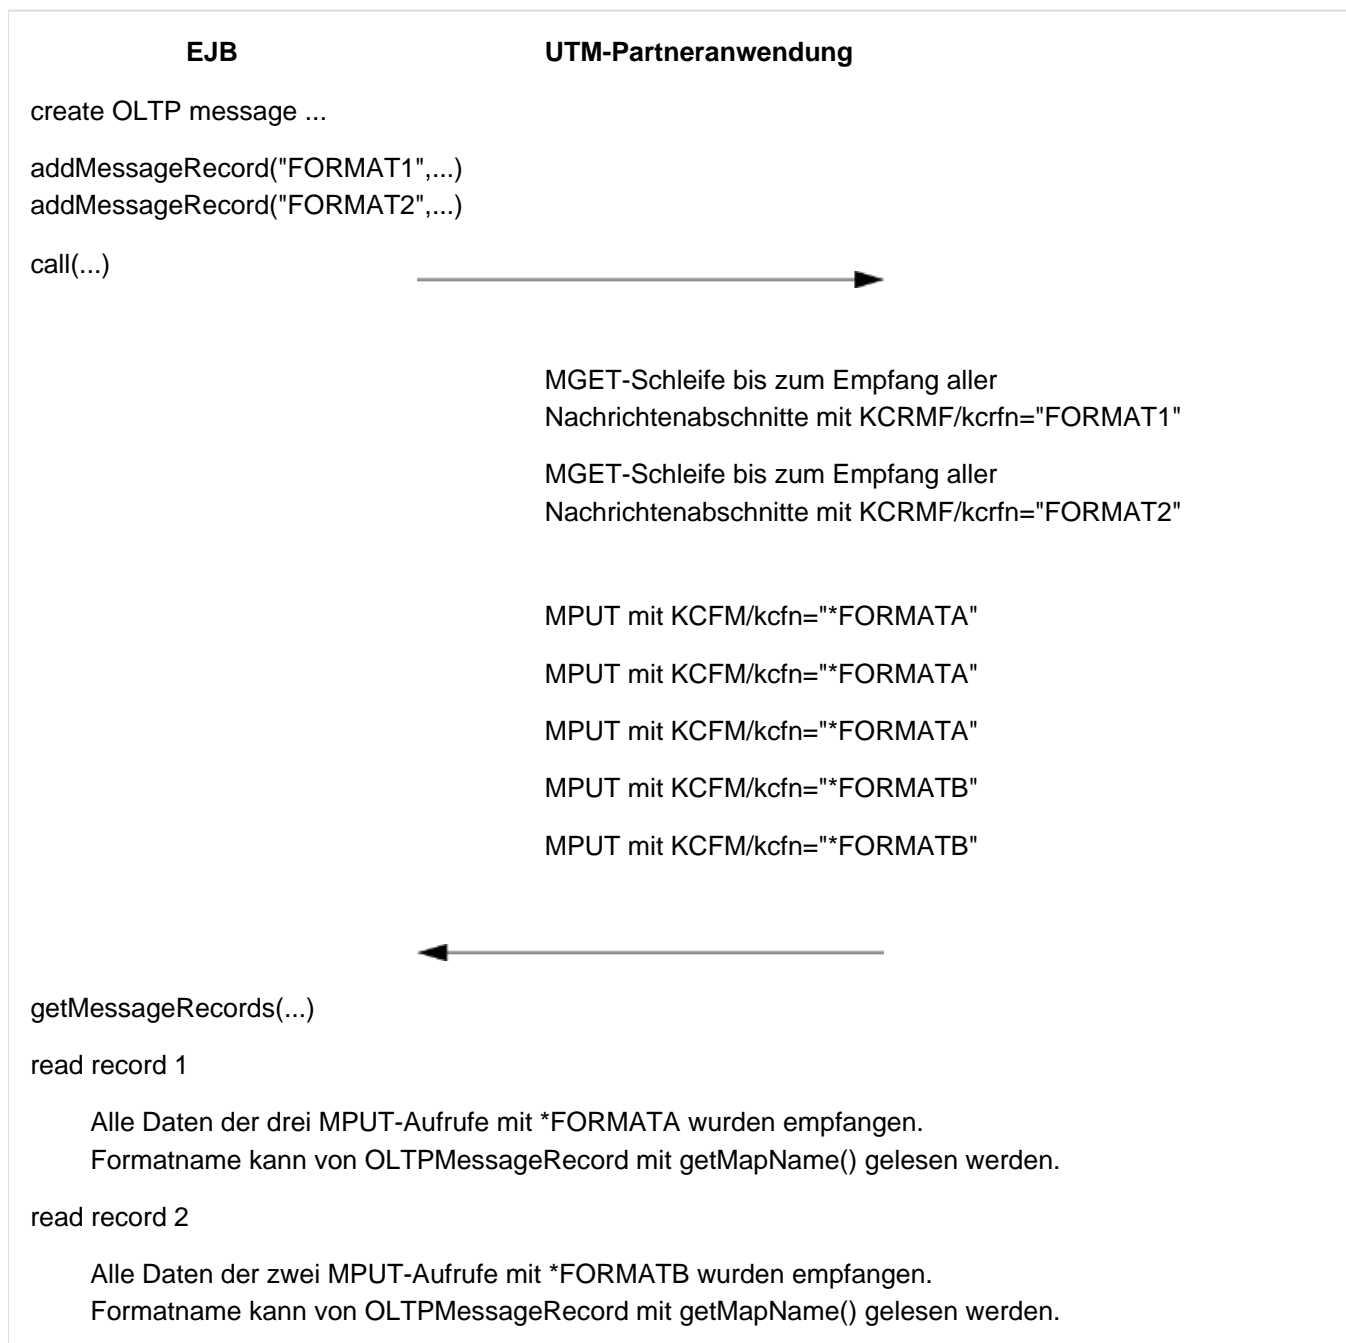 EJB UTM-Partneranwendung
create OLTP message ...
addMessageRecord("FORMAT1",...)
addMessageRecord("FORMAT2",...)
call(...)
MGET-Schleife bis zum Empfang aller
Nachrichtenabschnitte mit KCRMF/kcrfn="FORMAT1"
MGET-Schleife bis zum Empfang aller
Nachrichtenabschnitte mit KCRMF/kcrfn="FORMAT2"
MPUT mit KCFM/kcfn="*FORMATA"
MPUT mit KCFM/kcfn="*FORMATA"
MPUT mit KCFM/kcfn="*FORMATA"
MPUT mit KCFM/kcfn="*FORMATB"
MPUT mit KCFM/kcfn="*FORMATB"
getMessageRecords(...)
read record 1
Alle Daten der drei MPUT-Aufrufe mit *FORMATA wurden empfangen.
Formatname kann von OLTPMessageRecord mit getMapName() gelesen werden.
read record 2
Alle Daten der zwei MPUT-Aufrufe mit *FORMATB wurden empfangen.
Formatname kann von OLTPMessageRecord mit getMapName() gelesen werden.